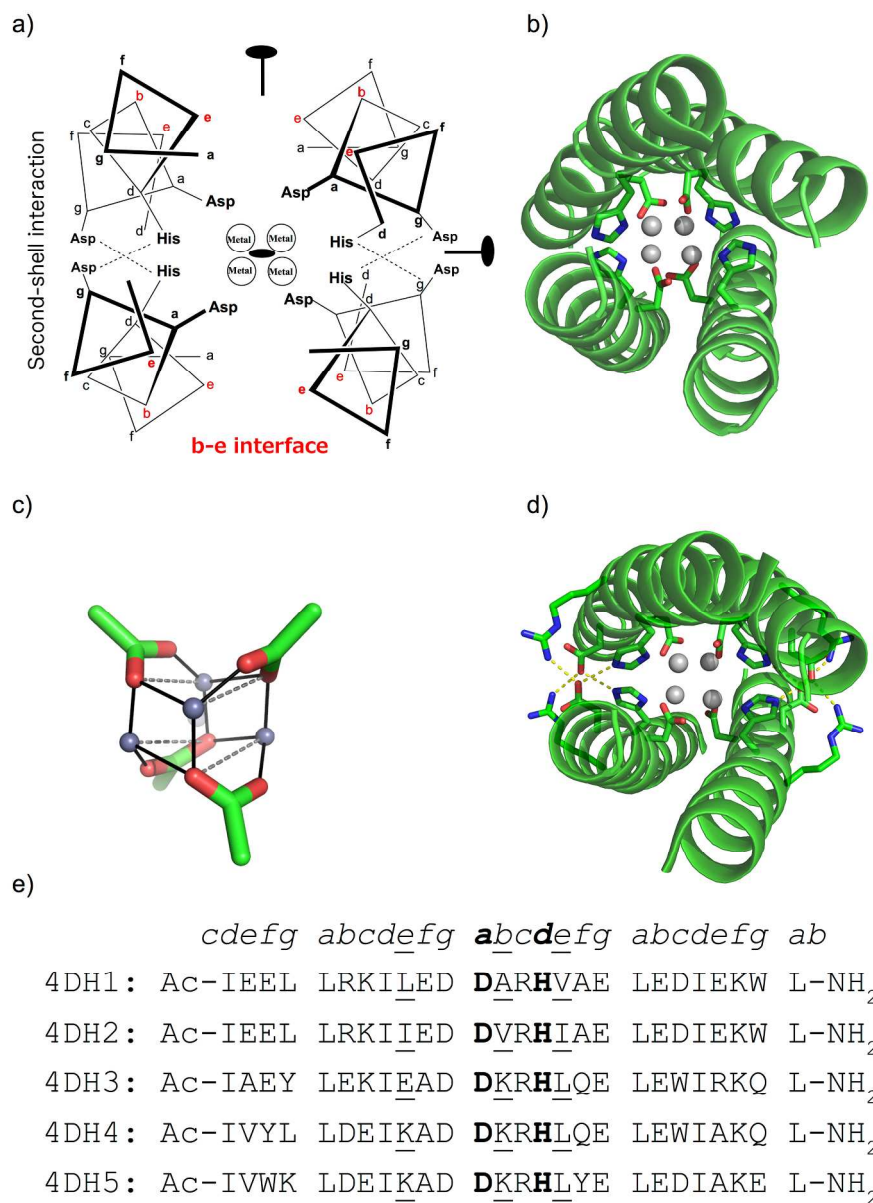 a)
b)
Second-shell interaction
f
f
b
b
e
e
c
f
e
f
c
e
g
a
a
g
d
a
d
Asp
Asp
a
g
g
d
d
Asp
His
His
Asp
Metal
Metal
Asp
His
His
d
Asp
Metal
Metal
g
g
Asp
Asp
d
a
d
g
a
g
e
f
c
e
e
f
c
e
b
b
f
f
b-e interface
c)
d)
e)
cdefg abcdefg abcdefg abcdefg ab
4DH1: Ac-IEEL LRKILED DARHVAE LEDIEKW L-NH2
4DH2: Ac-IEEL LRKIIED DVRHIAE LEDIEKW L-NH2
4DH3: Ac-IAEY LEKIEAD DKRHLQE LEWIRKQ L-NH2
4DH4: Ac-IVYL LDEIKAD DKRHLQE LEWIAKQ L-NH2
4DH5: Ac-IVWK LDEIKAD DKRHLYE LEDIAKE L-NH2